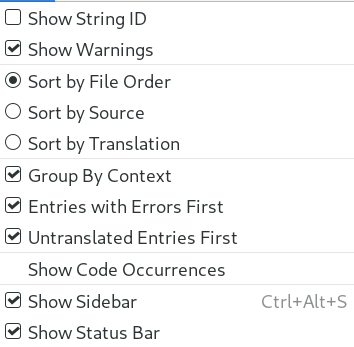 Show String ID
Show Warnings
Sort by File Order
Sort by Source
Sort by Translation
Group By Context
Entries with Errors First
Untranslated Entries First
Show Code Occurrences
Show Sidebar Ctrl+Alt+S
Show Status Bar